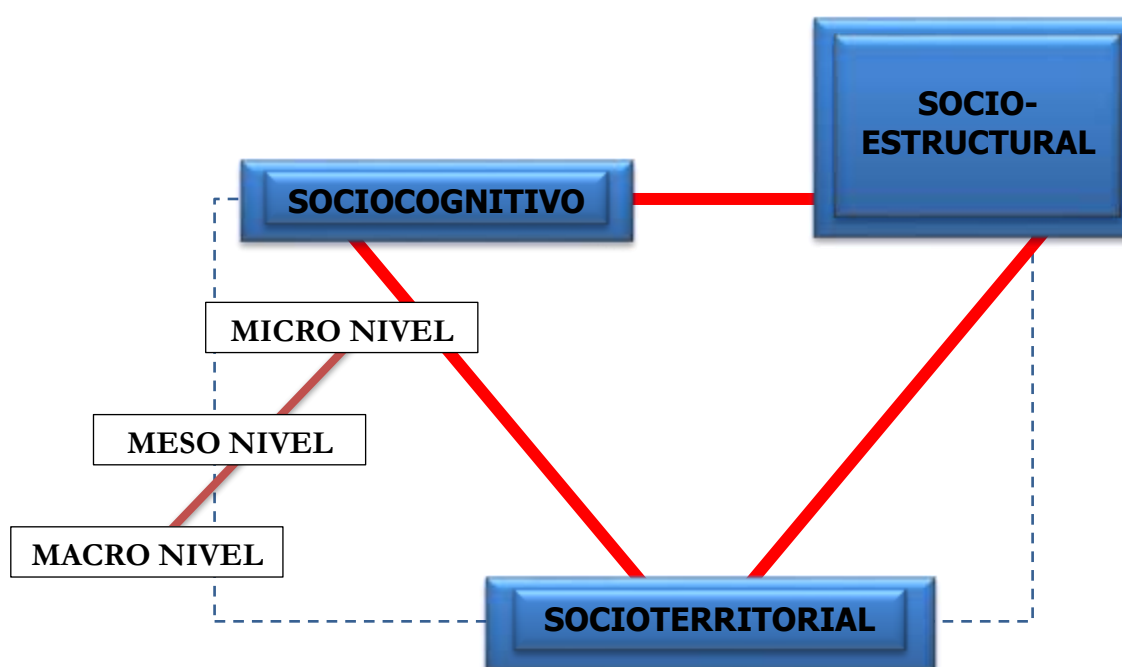 SOCIO-
ESTRUCTURAL
SOCIOCOGNITIVO
MICRO NIVEL
MESO NIVEL
MACRO NIVEL
SOCIOTERRITORIAL